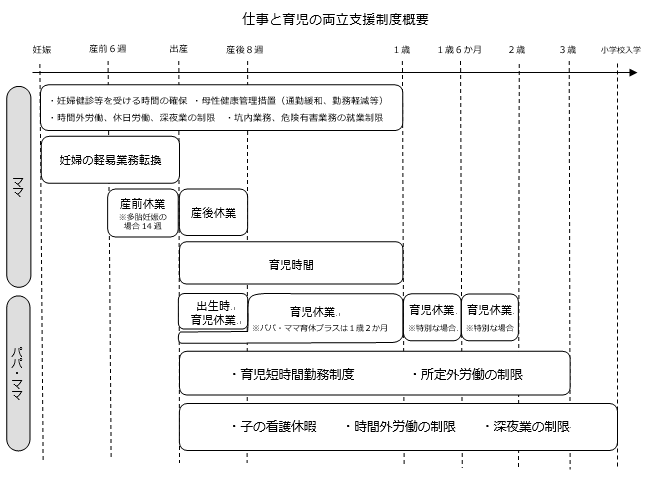 仕事と育児の両立支援制度概要
妊娠 産前６週 出産 産後８週 １歳 １歳６か月 ２歳 ３歳 小学校入学
ママ
・妊婦健診等を受ける時間の確保 ・母性健康管理措置（通勤緩和、勤務軽減等）
・時間外労働、休日労働、深夜業の制限 ・坑内業務、危険有害業務の就業制限
妊婦の軽易業務転換
産前休業
※多胎妊娠の
場合 14 週
産後休業
育児時間
パパ・ママ
出生時
育児休業
育児休業
※パパ・ママ育休プラスは１歳２か月
育児休業
※特別な場合
育児休業
※特別な場合
・育児短時間勤務制度 ・所定外労働の制限
・子の看護休暇 ・時間外労働の制限 ・深夜業の制限